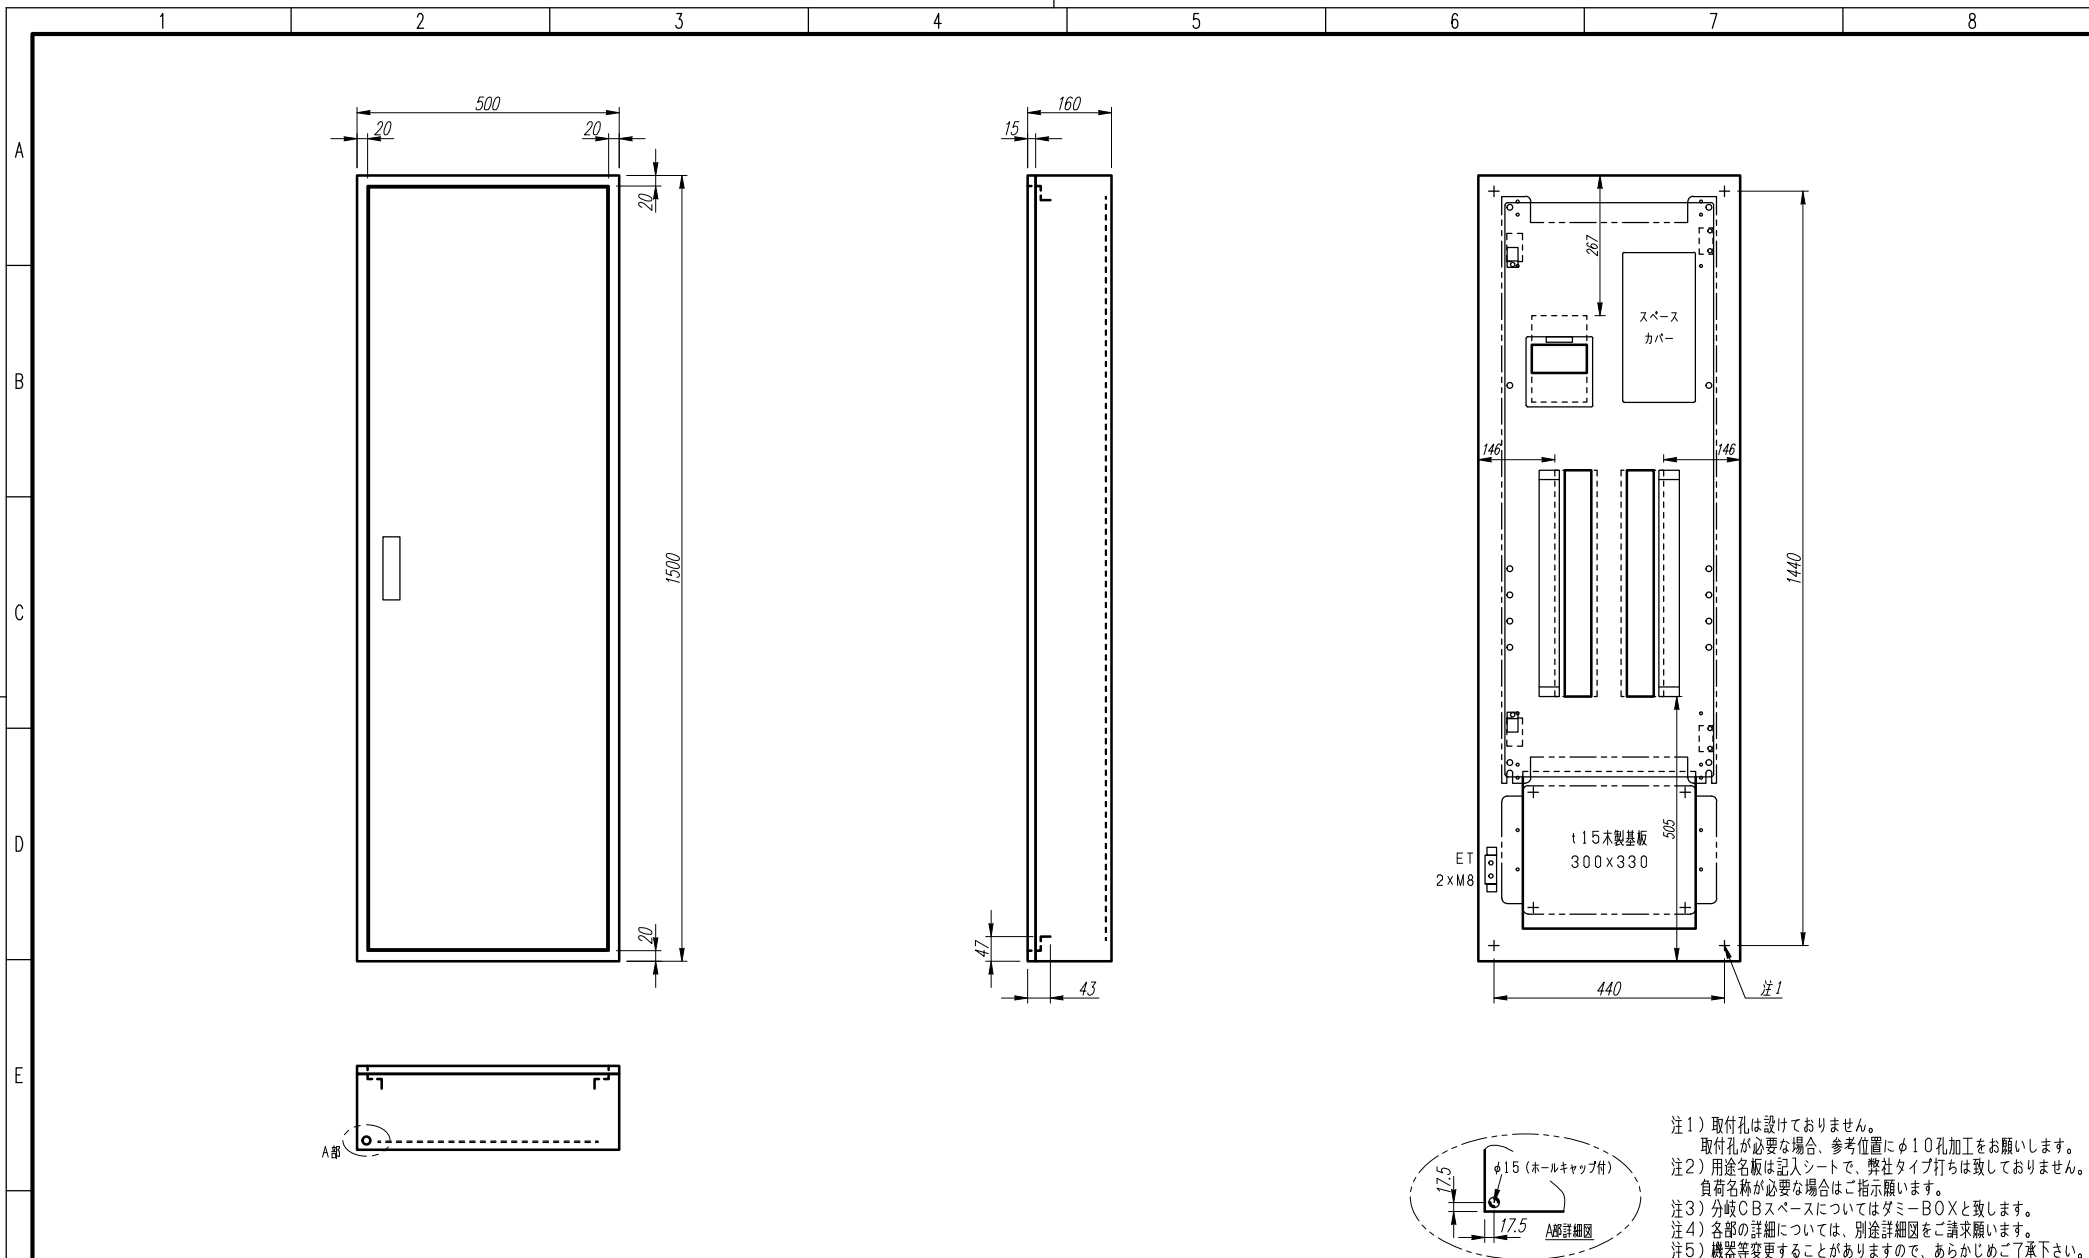 1 2 3 4 5 6 7 8
A
B
C
D
E
500
20 20
20
1500
20
160
15
47
43
267
スペース
カバー
146 146
1440
505
t15木製基板
300×330
ET
2×M8
440
注1
A部
φ15(ホールキャップ付)
17.5
17.5
A部詳細図
注1)取付孔は設けておりません。
取付孔が必要な場合、参考位置にφ10孔加工をお願いします。
注2)用途名板は記入シートで、弊社タイプ打ちは致しておりません。
負荷名称が必要な場合はご指示願います。
注3)分岐CBスペースについてはダミーBOXと致します。
注4)各部の詳細については、別途詳細図をご請求願います。
注5)機器等変更することがありますので、あらかじめご了承下さい。